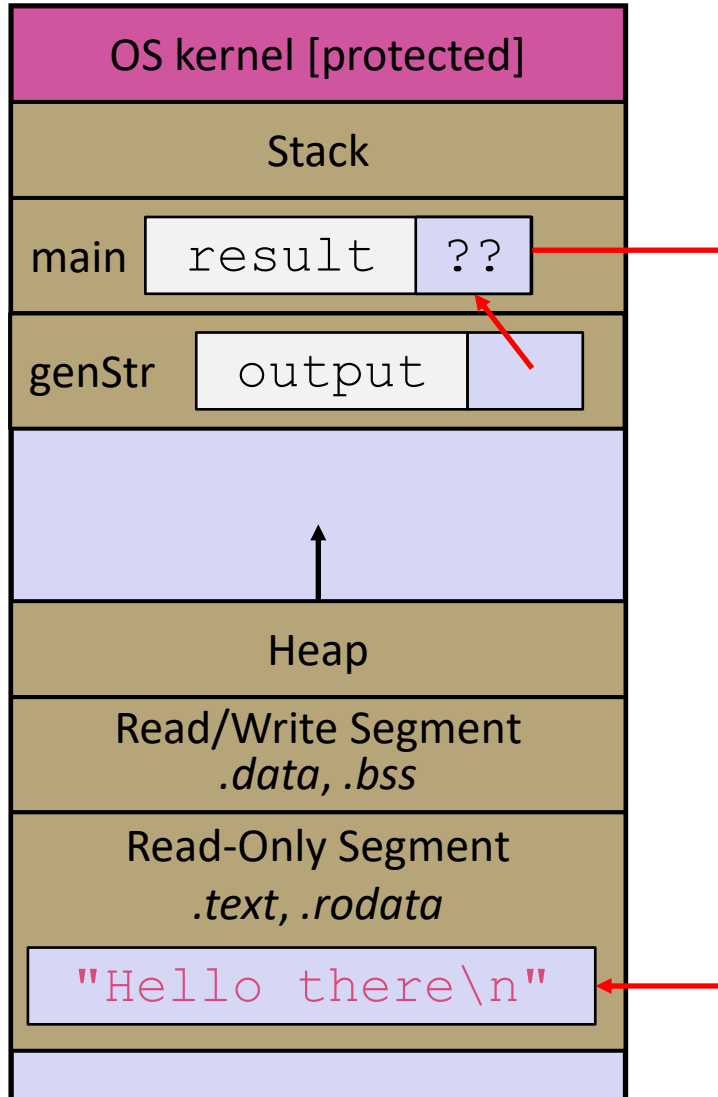 OS kernel [protected]
Stack
main result ??
genStr output
Heap
Read/Write Segment
.data, .bss
Read-Only Segment
.text, .rodata
"Hello there\n"